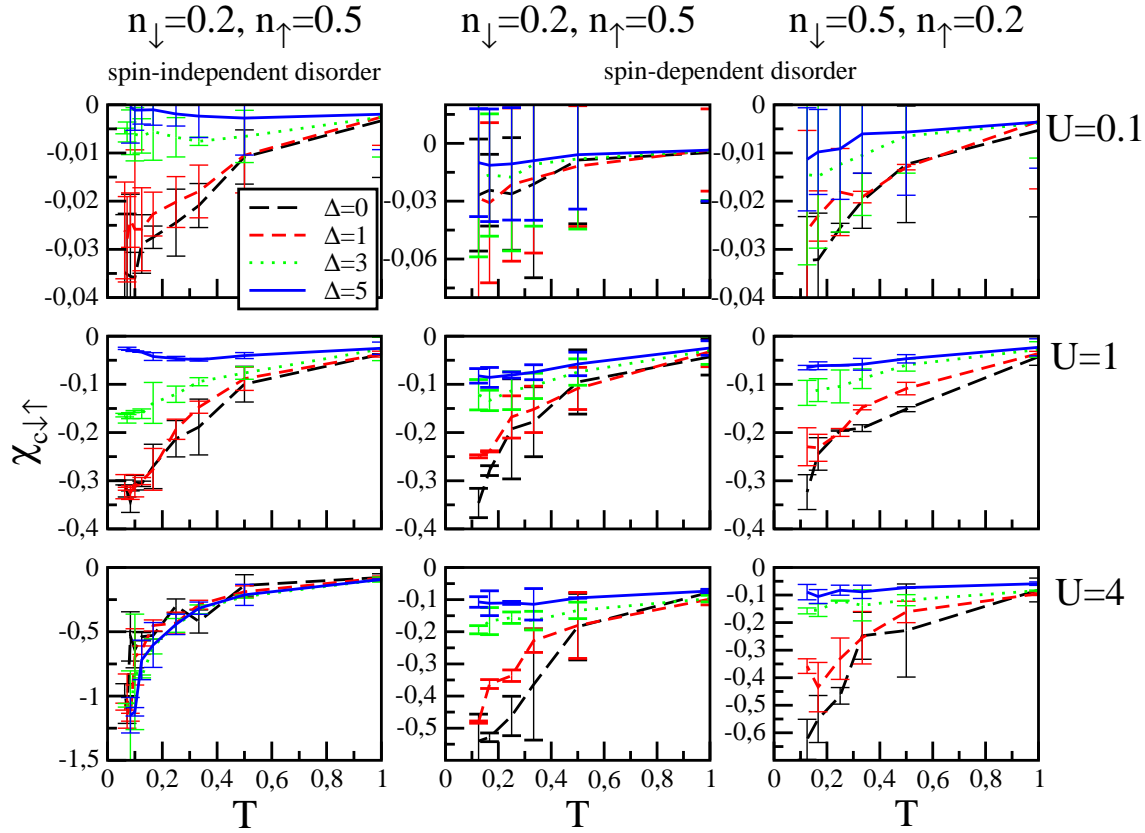 n↓=0.2, n↑=0.5
n↓=0.2, n↑=0.5
n↓=0.5, n↑=0.2
spin-independent disorder
spin-dependent disorder
0
-0,01
-0,02
-0,03
-0,04
Δ=0
Δ=1
Δ=3
Δ=5
0
-0,03
-0,06
0
-0,01
-0,02
-0,03
-0,04
U=0.1
χc↓↑
0
-0,1
-0,2
-0,3
-0,4
0
-0,1
-0,2
-0,3
-0,4
0
-0,1
-0,2
-0,3
-0,4
U=1
0
-0,5
-1
-1,5
0
-0,1
-0,2
-0,3
-0,4
-0,5
0
-0,1
-0,2
-0,3
-0,4
-0,5
-0,6
U=4
0 0,2 0,4 0,6 0,8 1
0 0,2 0,4 0,6 0,8 1
0 0,2 0,4 0,6 0,8 1
T
T
T